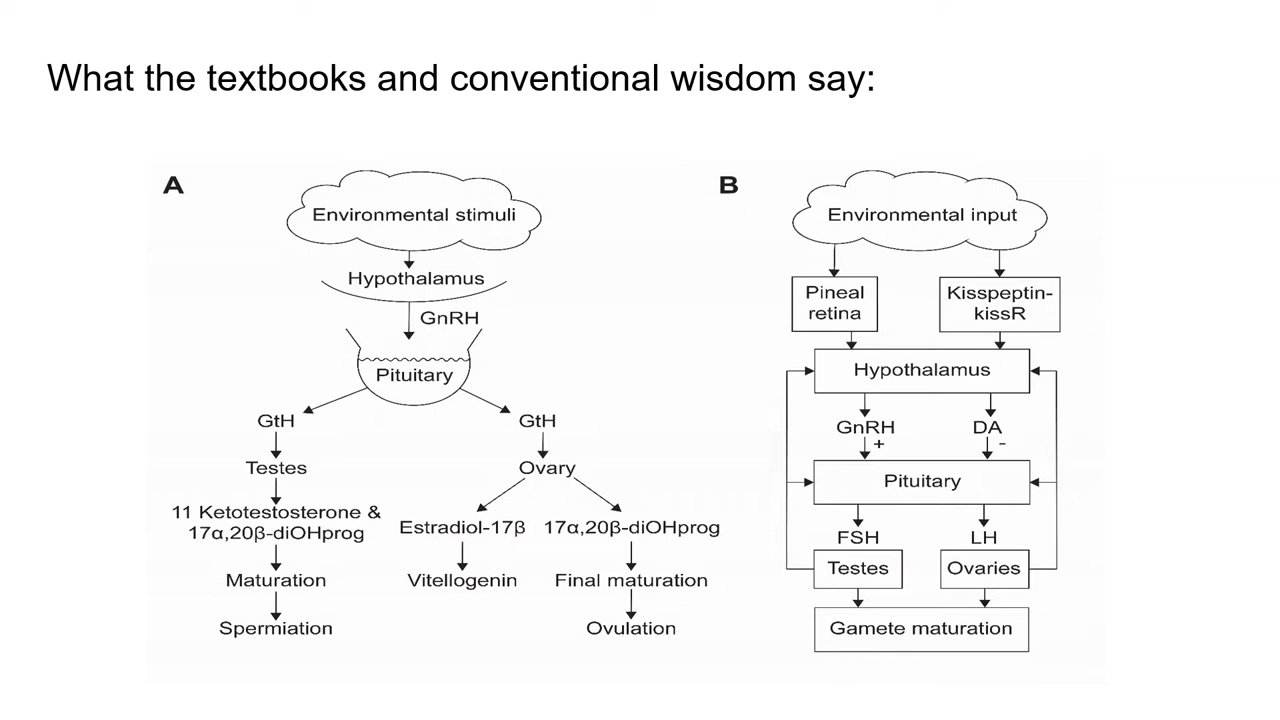 What the textbooks and conventional wisdom say:
A
Environmental stimuli
Hypothalamus
GnRH
Pituitary
GtH
GtH
Testes
Ovary
11 Ketotestosterone &
17α,20β-diOHprog
Estradiol-17β
17α,20β-diOHprog
Maturation
Vitellogenin
Final maturation
Spermiation
Ovulation
B
Environmental input
Pineal
retina
Kisspeptin-
kissR
Hypothalamus
GnRH
DA
+
-
Pituitary
FSH
LH
Testes
Ovaries
Gamete maturation